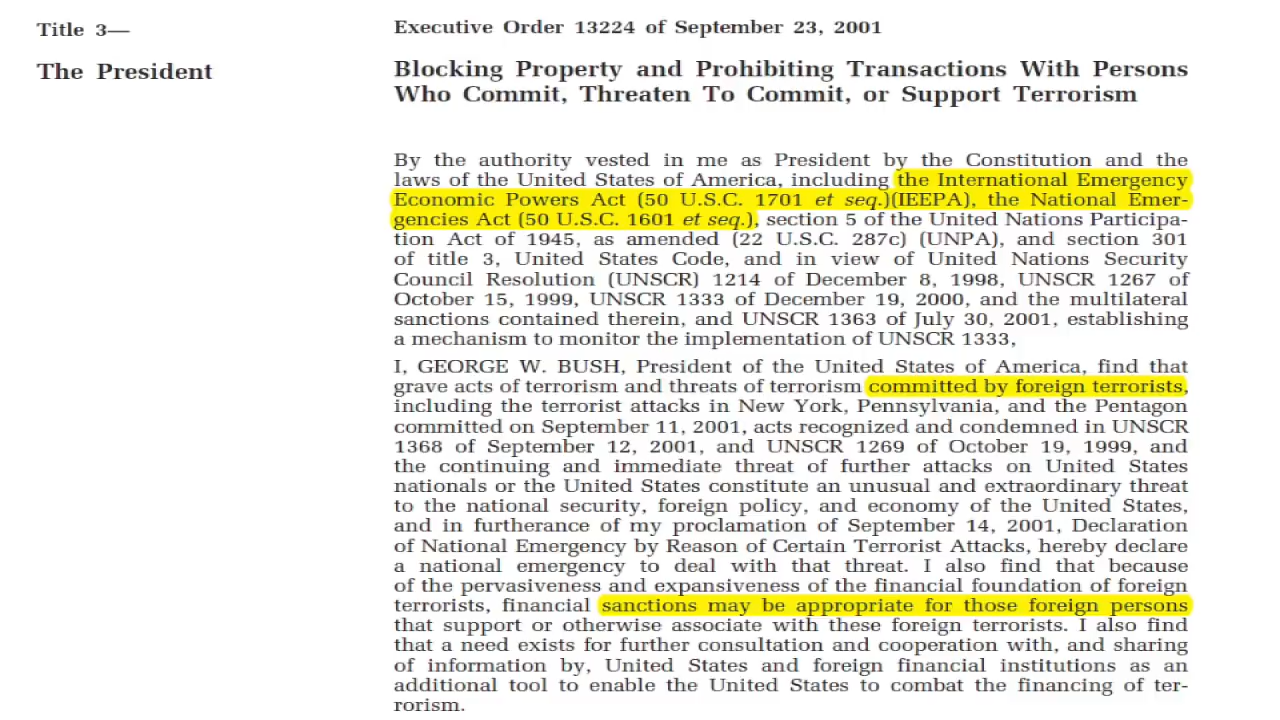 Title 3—
The President
Executive Order 13224 of September 23, 2001
Blocking Property and Prohibiting Transactions With Persons
Who Commit, Threaten To Commit, or Support Terrorism
By the authority vested in me as President by the Constitution and the
laws of the United States of America, including the International Emergency
Economic Powers Act (50 U.S.C. 1701 et seq.)(IEEPA), the National Emer-
gencies Act (50 U.S.C. 1601 et seq.), section 5 of the United Nations Participa-
tion Act of 1945, as amended (22 U.S.C. 287c) (UNPA), and section 301
of title 3, United States Code, and in view of United Nations Security
Council Resolution (UNSCR) 1214 of December 8, 1998, UNSCR 1267 of
October 15, 1999, UNSCR 1333 of December 19, 2000, and the multilateral
sanctions contained therein, and UNSCR 1363 of July 30, 2001, establishing
a mechanism to monitor the implementation of UNSCR 1333,
I, GEORGE W. BUSH, President of the United States of America, find that
grave acts of terrorism and threats of terrorism committed by foreign terrorists,
including the terrorist attacks in New York, Pennsylvania, and the Pentagon
committed on September 11, 2001, acts recognized and condemned in UNSCR
1368 of September 12, 2001, and UNSCR 1269 of October 19, 1999, and
the continuing and immediate threat of further attacks on United States
nationals or the United States constitute an unusual and extraordinary threat
to the national security, foreign policy, and economy of the United States,
and in furtherance of my proclamation of September 14, 2001, Declaration
of National Emergency by Reason of Certain Terrorist Attacks, hereby declare
a national emergency to deal with that threat. I also find that because
of the pervasiveness and expansiveness of the financial foundation of foreign
terrorists, financial sanctions may be appropriate for those foreign persons
that support or otherwise associate with these foreign terrorists. I also find
that a need exists for further consultation and cooperation with, and sharing
of information by, United States and foreign financial institutions as an
additional tool to enable the United States to combat the financing of ter-
rorism.